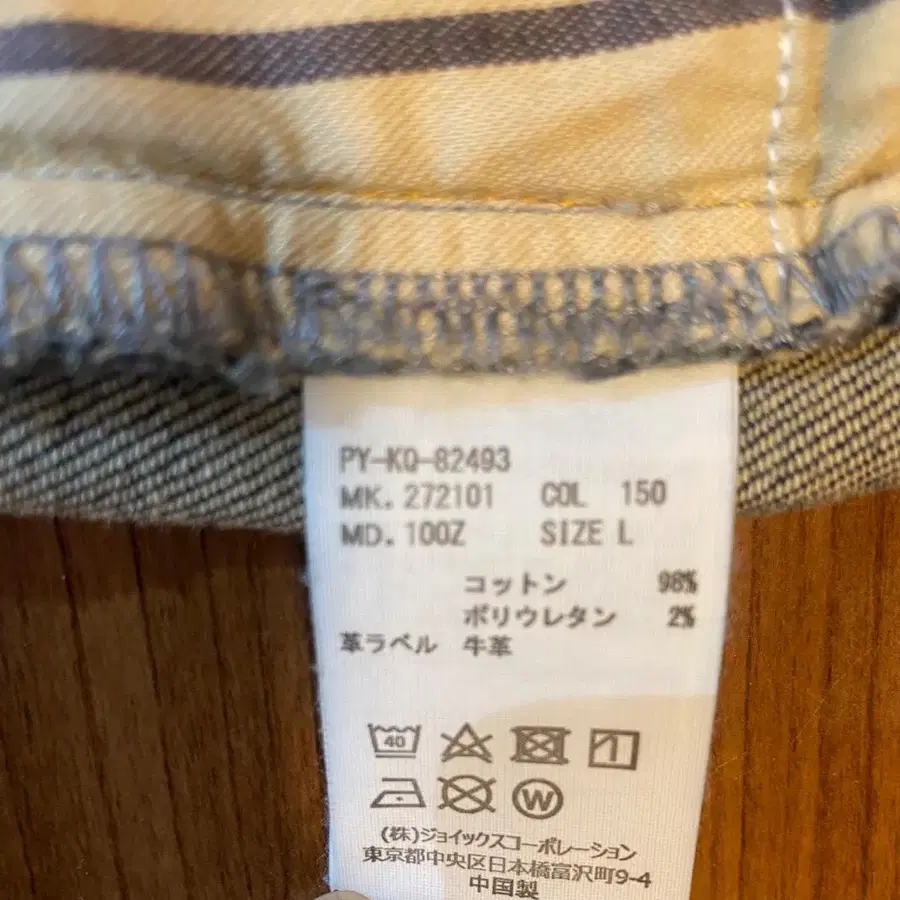 PY-KQ-82493
MK. 272101 COL 150
MD. 100Z SIZE L
コットン 98%
ポリウレタン 2%
革ラベル 牛革
40
W
(株)ジョイックスコーポレーション
東京都中央区日本橋富沢町9-4
中国製